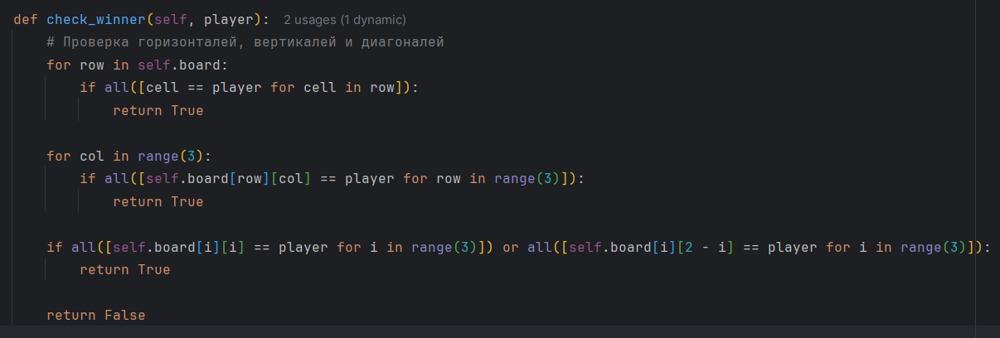 def check_winner(self, player): 2 usages (1 dynamic)
# Проверка горизонталей, вертикалей и диагоналей
for row in self.board:
if all([cell == player for cell in row]):
return True
for col in range(3):
if all([self.board[row][col] == player for row in range(3)]):
return True
if all([self.board[i][i] == player for i in range(3)]) or all([self.board[i][2 - i] == player for i in range(3)]):
return True
return False